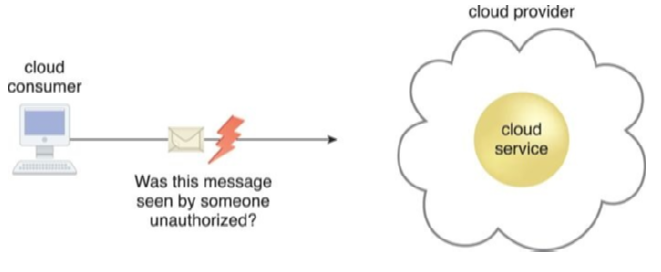 cloud provider
cloud
consumer
cloud
service
Was this message
seen by someone
unauthorized?